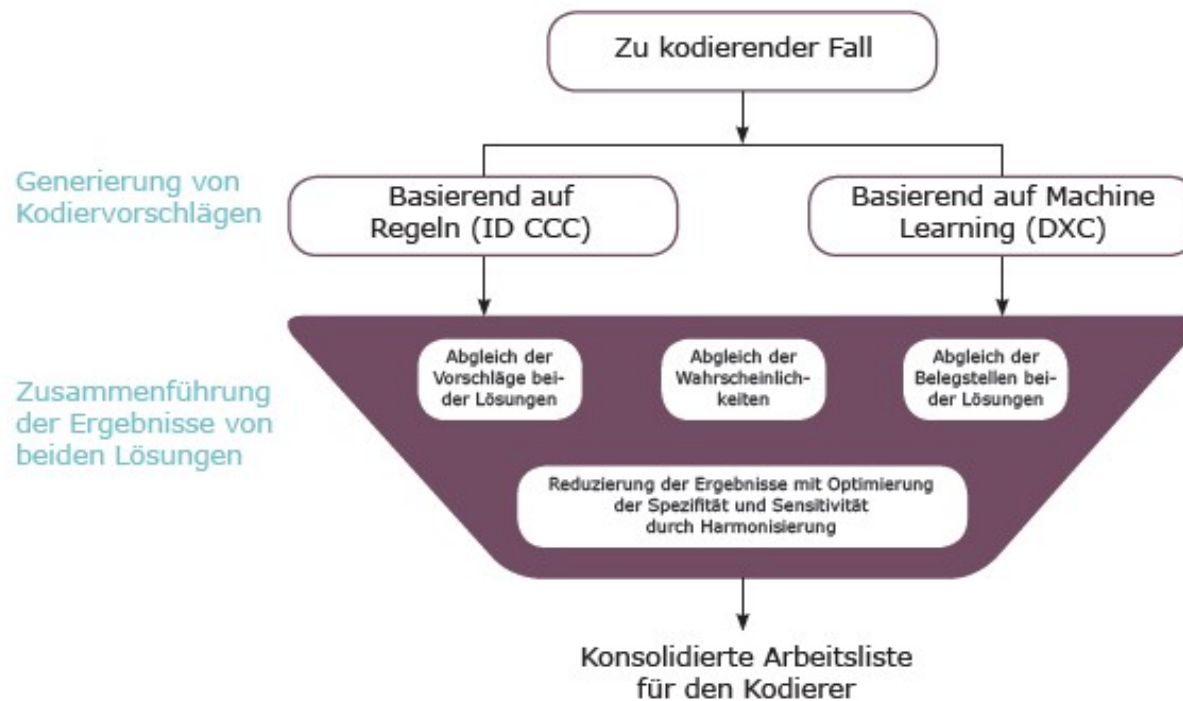 Zu kodierender Fall
Generierung von
Kodiervorschlägen
Basierend auf
Regeln (ID CCC)
Basierend auf Machine
Learning (DXC)
Zusammenführung
der Ergebnisse von
beiden Lösungen
Abgleich der
Vorschläge bei-
der Lösungen
Abgleich der
Wahrscheinlich-
keiten
Abgleich der
Belegstellen bei-
der Lösungen
Reduzierung der Ergebnisse mit Optimierung
der Spezifität und Sensitivität
durch Harmonisierung
Konsolidierte Arbeitsliste
für den Kodierer